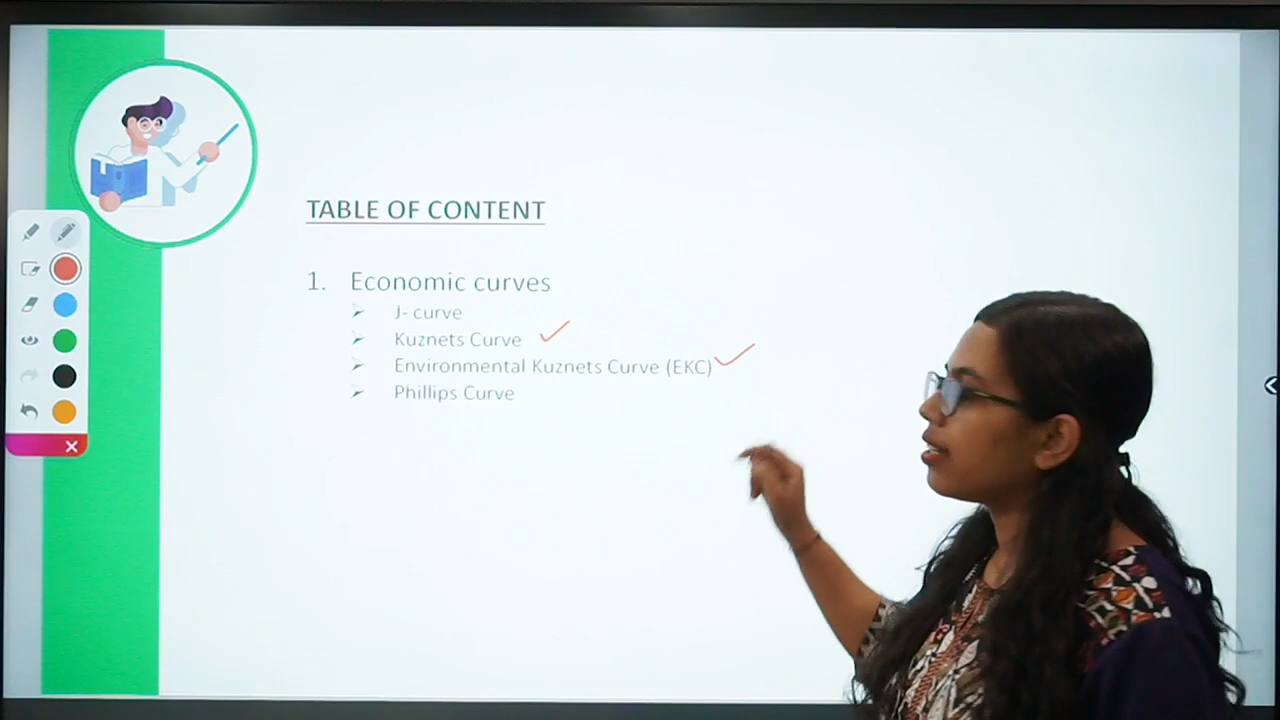 TABLE OF CONTENT
1. Economic curves
➢ J- curve
➢ Kuznets Curve
➢ Environmental Kuznets Curve (EKC)
➢ Phillips Curve